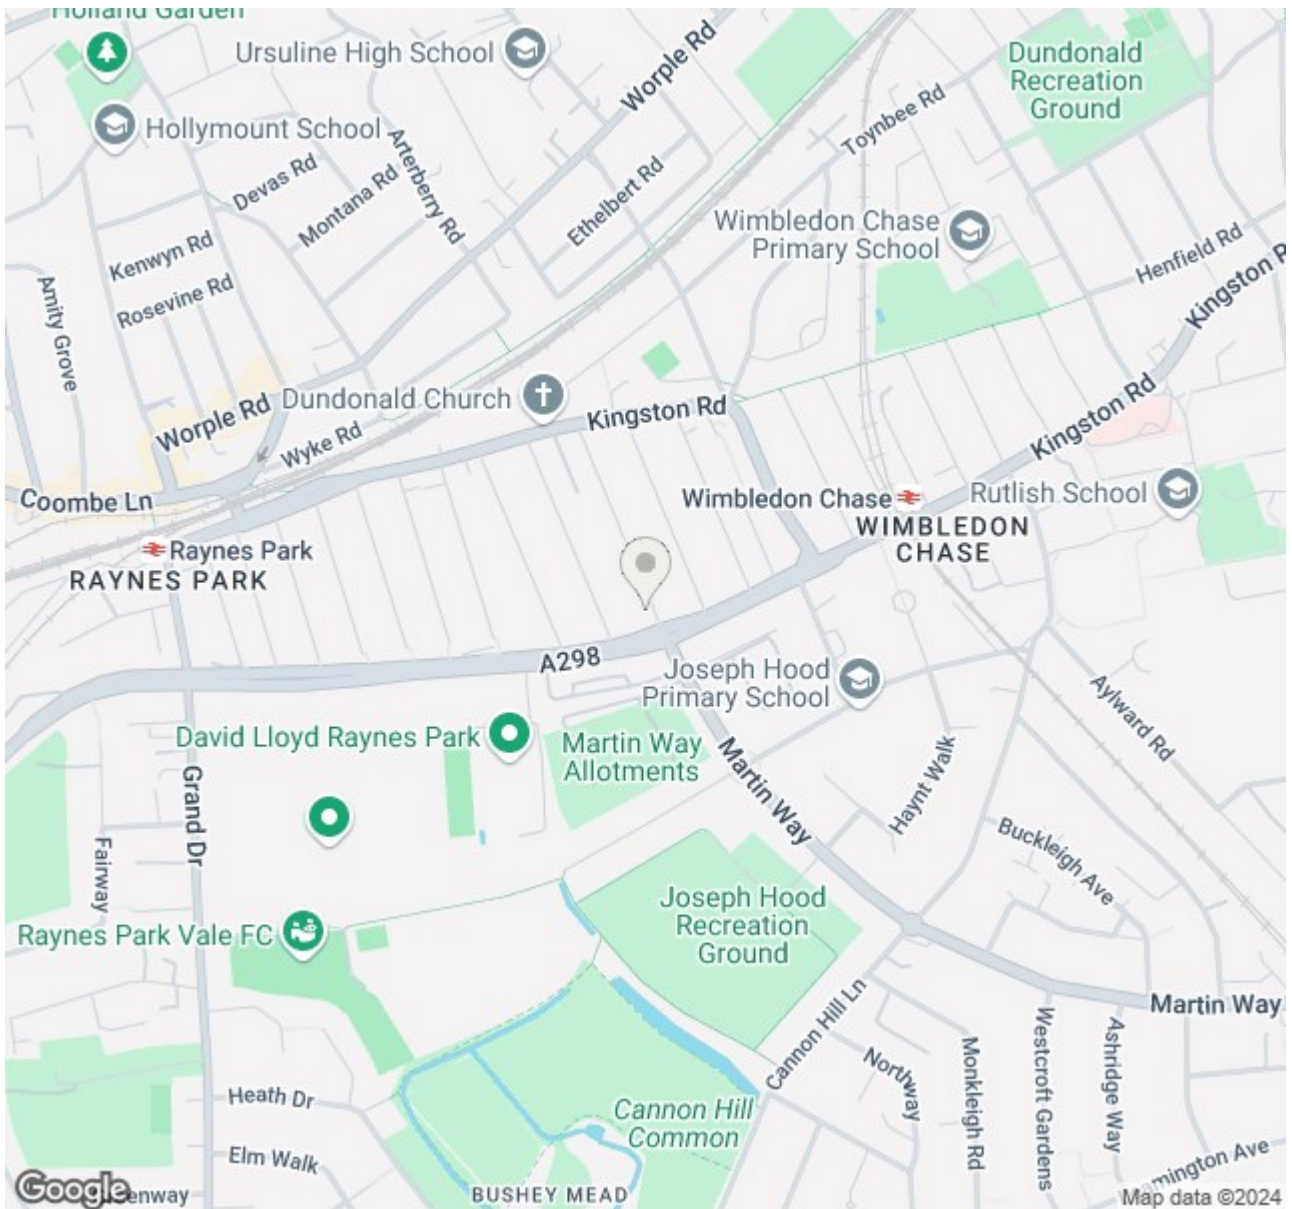 Holland Garden
Ursuline High School
Worple Rd
Dundonald
Recreation
Ground
Toynbee Rd
Hollymount School
Arterberry Rd
Devas Rd
Montana Rd
Ethelbert Rd
Wimbledon Chase
Primary School
Henfield Rd
Kenwyn Rd
Rosevine Rd
Amity Grove
Kingston R
Dundonald Church
Kingston Rd
Kingston Rd
Worple Rd
Wyke Rd
Coombe Ln
Wimbledon Chase
Rutlish School
WIMBLEDON
CHASE
Raynes Park
RAYNES PARK
A298
Joseph Hood
Primary School
Aylward Rd
David Lloyd Raynes Park
Martin Way
Allotments
Martin Way
Haynt Walk
Grand Dr
Fairway
Buckleigh Ave
Joseph Hood
Recreation
Ground
Raynes Park Vale FC
Cannon Hill Ln
Martin Way
Northway
Monkleigh Rd
Westcroft Gardens
Ashridge Way
Heath Dr
Cannon Hill
Common
Elm Walk
mington Ave
BUSHEY MEAD
Google
eenway
Map data ©2024